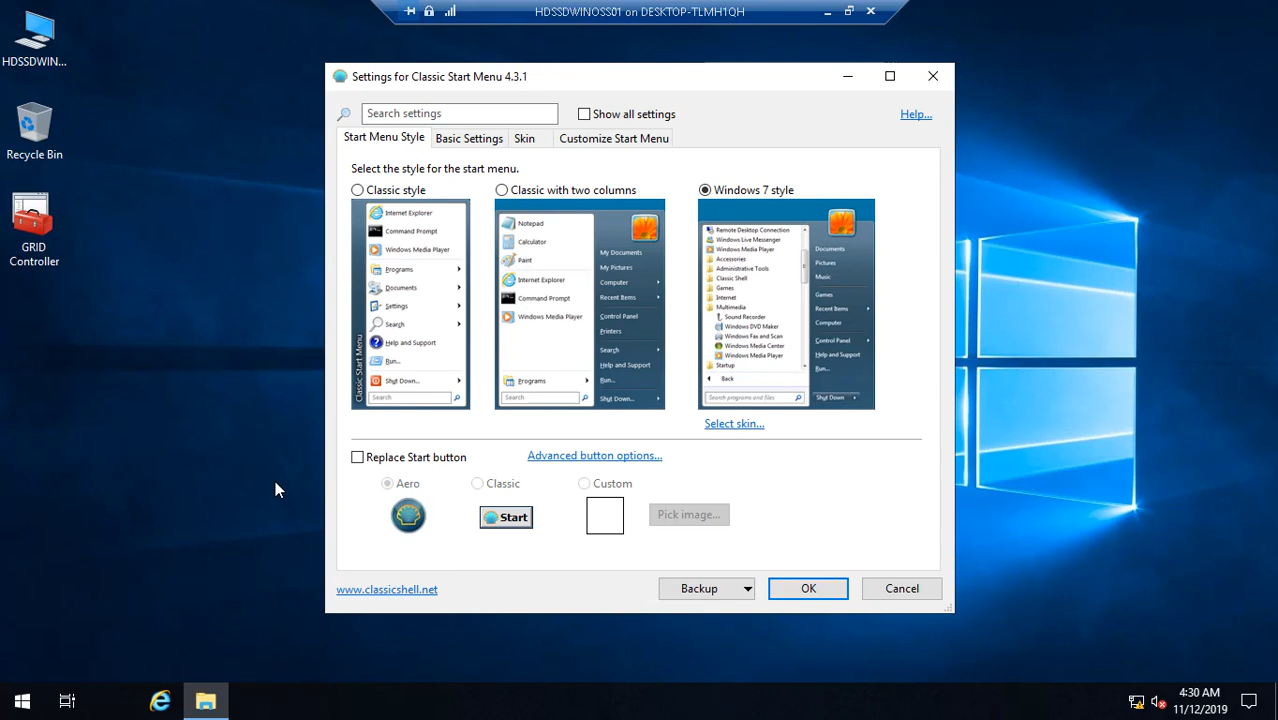 HDSSDWINOSS01 on DESKTOP-TLMH1QH
HDSSDWIN...
Recycle Bin
GRID
Controller
Settings for Classic Start Menu 4.3.1
Search settings
Show all settings
Help...
Start Menu Style
Basic Settings
Skin
Customize Start Menu
Select the style for the start menu.
Classic style
Classic with two columns
Windows 7 style
Internet Explorer
Command Prompt
Windows Media Player
Programs
Documents
Settings
Search
Help and Support
Run...
Shut Down...
Search
Classic Start Menu
Notepad
Calculator
Paint
Internet Explorer
Command Prompt
Windows Media Player
Programs
Search
My Documents
My Pictures
Computer
Recent Items
Control Panel
Printers
Search
Help and Support
Run...
Shut Down...
Remote Desktop Connection
Windows Live Messenger
Windows Media Player
Accessories
Administrative Tools
Classic Shell
Games
Internet
Multimedia
Sound Recorder
Windows DVD Maker
Windows Fax and Scan
Windows Media Center
Windows Media Player
Startup
Back
Search programs and files
Documents
Pictures
Music
Games
Recent Items
Computer
Control Panel
Help and Support
Run...
Shut Down
Select skin...
Replace Start button
Advanced button options...
Aero
Classic
Custom
Start
Pick image...
www.classicshell.net
Backup
OK
Cancel
4:30 AM
11/12/2019